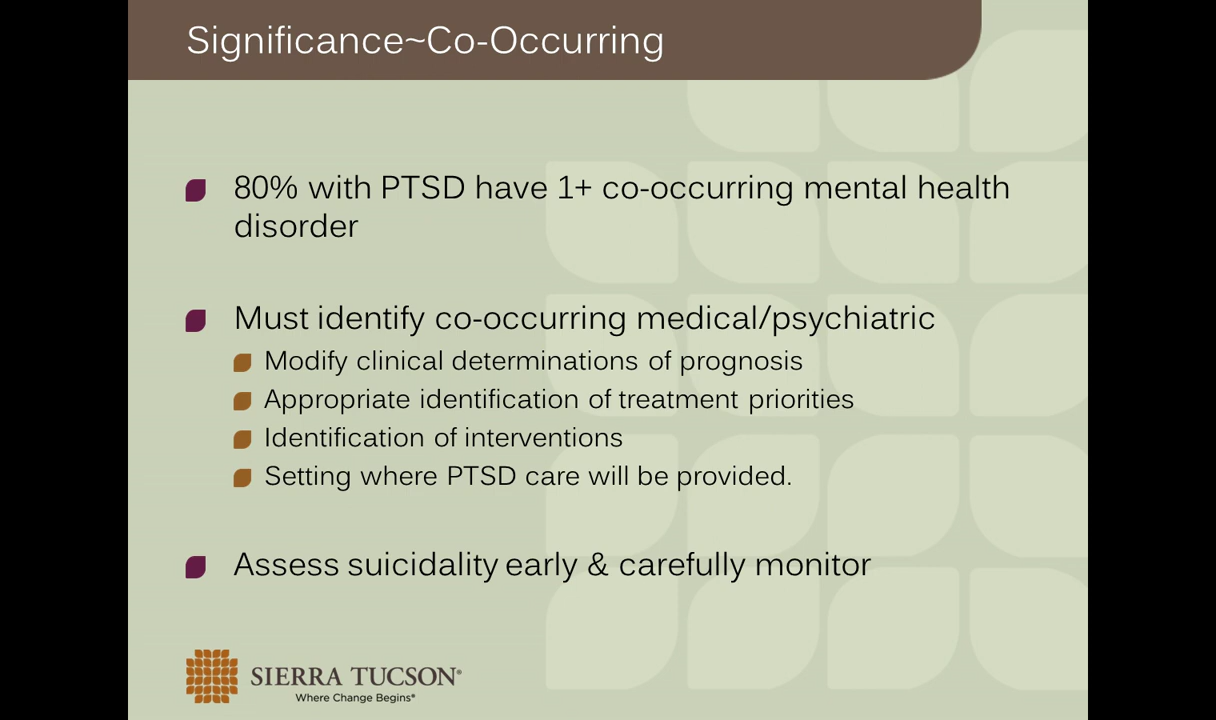 Significance~Co-Occurring
80% with PTSD have 1+ co-occurring mental health
disorder
Must identify co-occurring medical/psychiatric
Modify clinical determinations of prognosis
Appropriate identification of treatment priorities
Identification of interventions
Setting where PTSD care will be provided.
Assess suicidality early & carefully monitor
SIERRA TUCSON®
Where Change Begins®